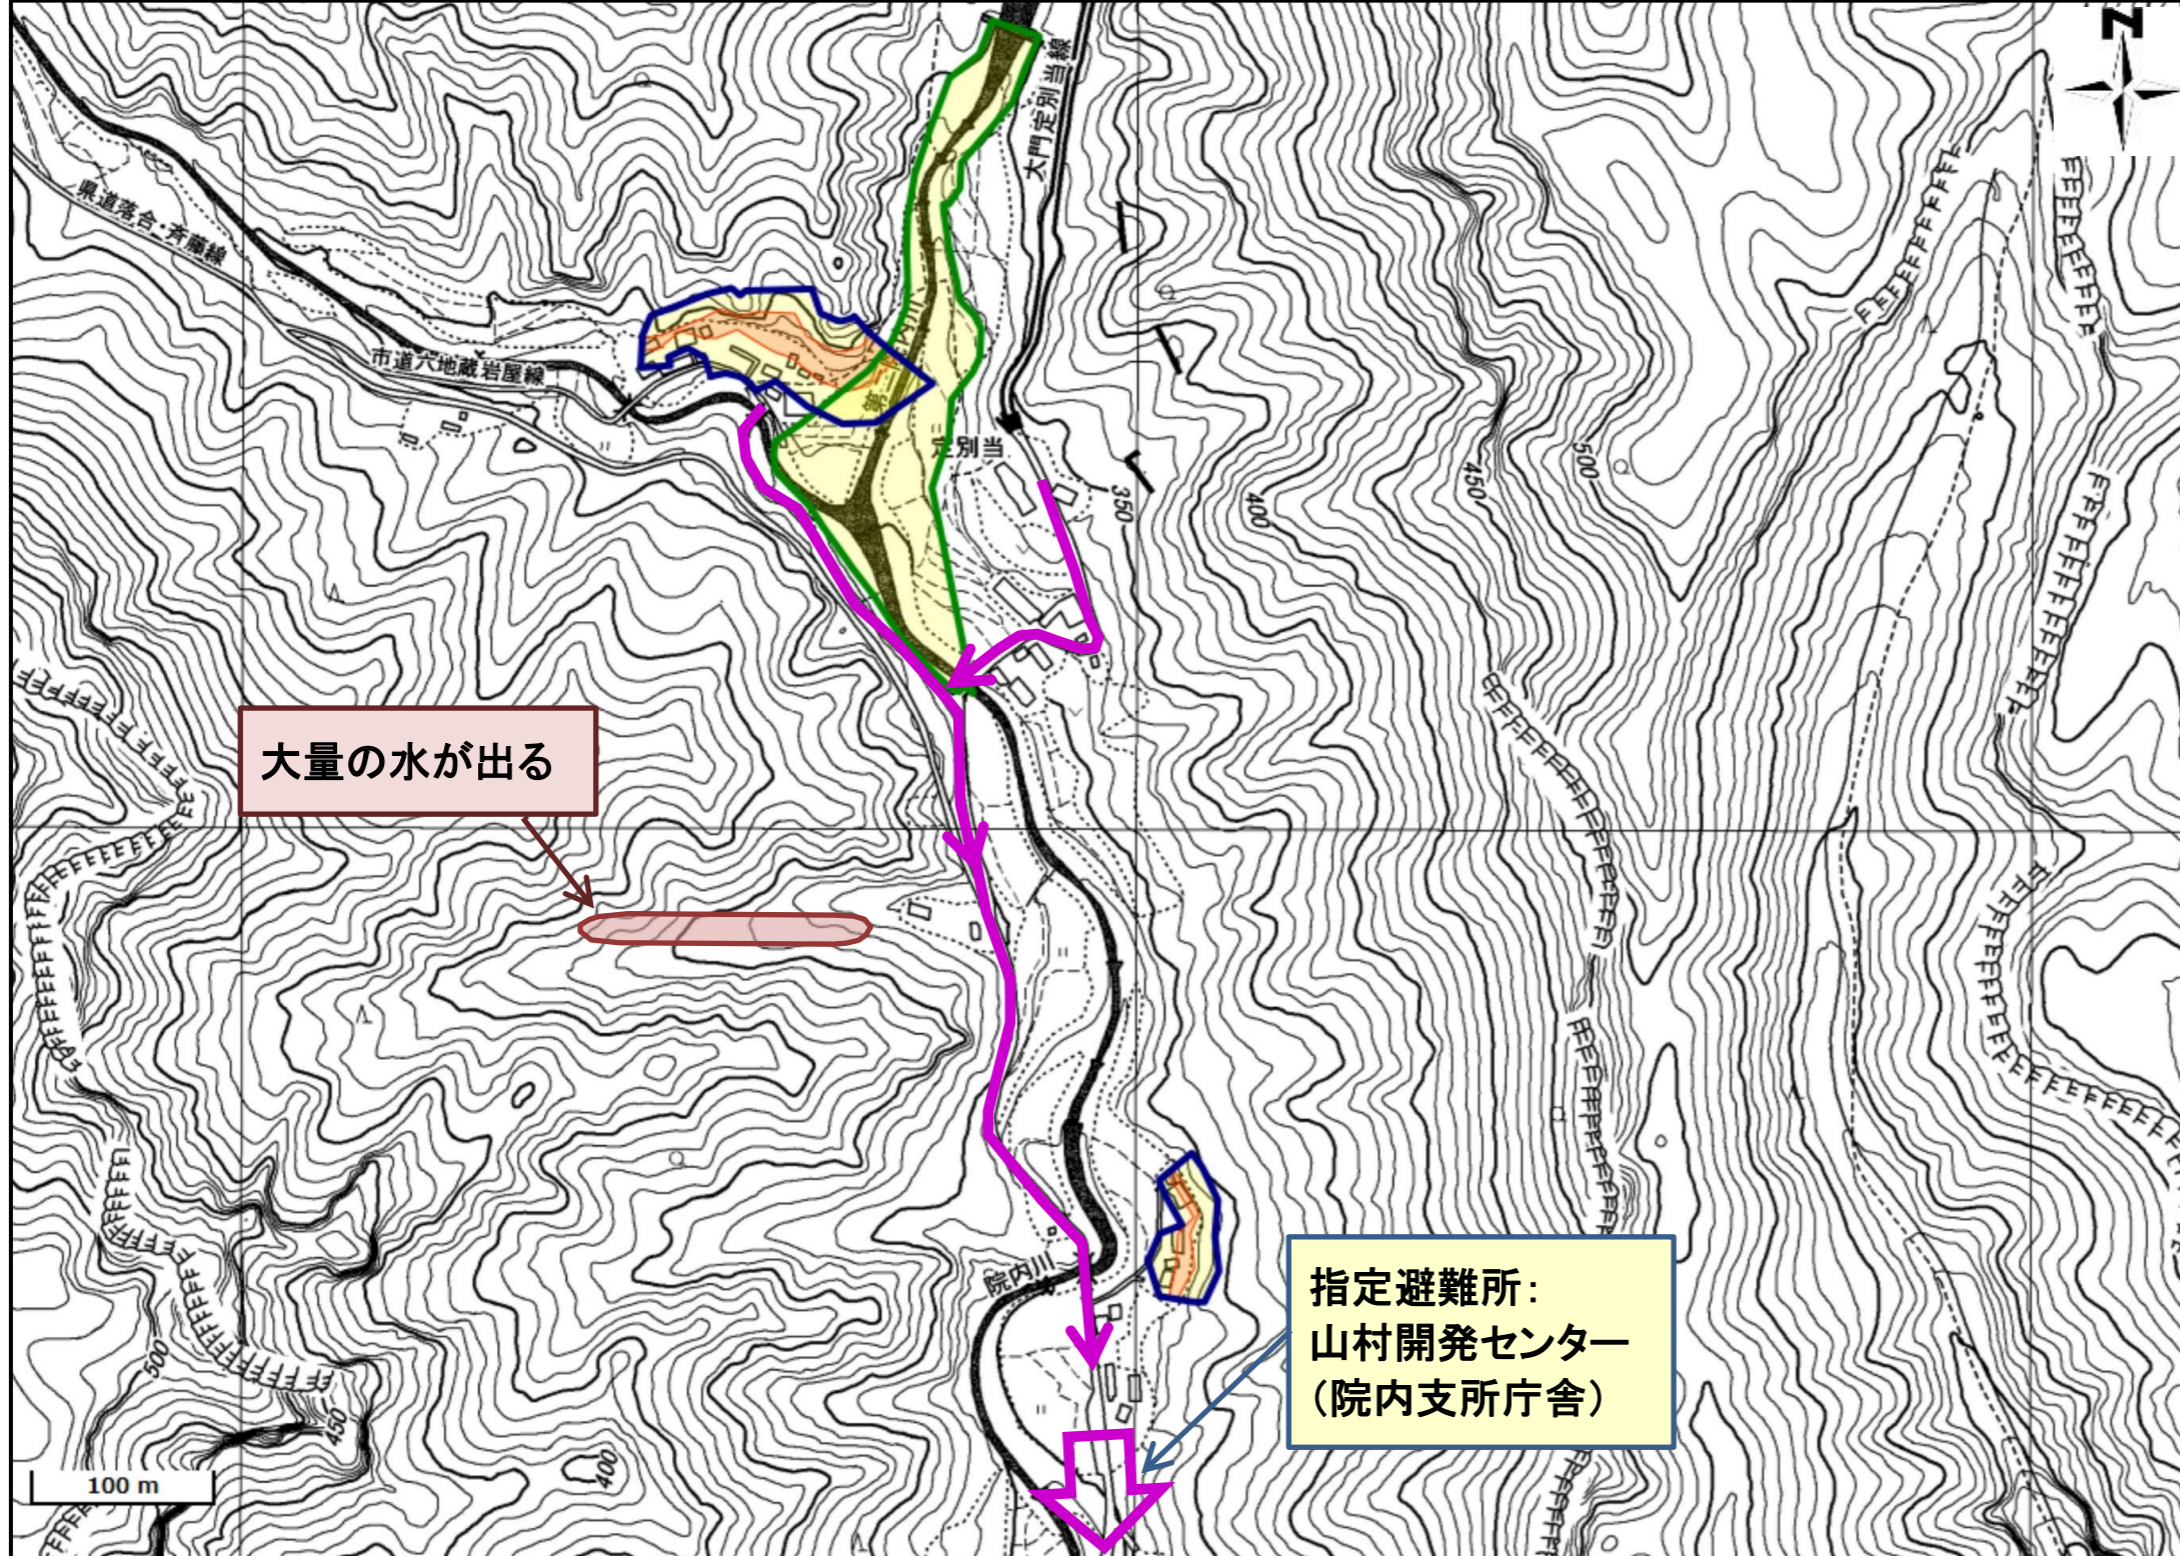 N
大門定別当線
県道落合・斉藤線
市道六地蔵岩屋線
定別当
350
400
450
500
大量の水が出る
院内川
指定避難所:
山村開発センター
(院内支所庁舎)
500
450
400
100 m